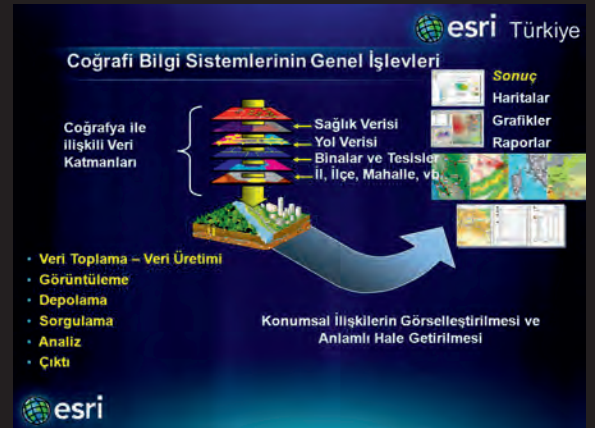 esri Türkiye
Coğrafi Bilgi Sistemlerinin Genel İşlevleri
Sonuç
Haritalar
Grafikler
Raporlar
Coğrafya ile
ilişkili Veri
Katmanları
Sağlık Verisi
Yol Verisi
Binalar ve Tesisler
İl, İlçe, Mahalle, vb.
• Veri Toplama – Veri Üretimi
• Görüntüleme
• Depolama
• Sorgulama
• Analiz
• Çıktı
Konumsal İlişkilerin Görselleştirilmesi ve
Anlamlı Hale Getirilmesi
esri